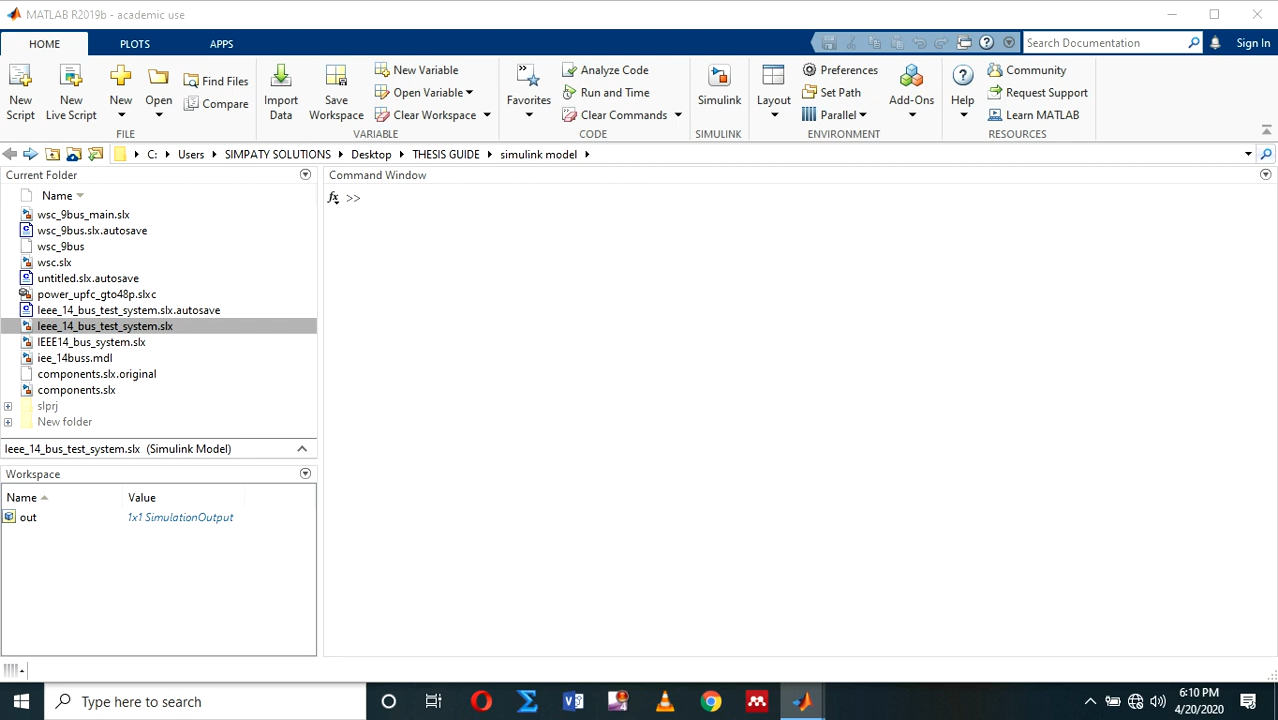 MATLAB R2019b - academic use
HOME PLOTS APPS
Search Documentation
Sign In
New Script
New Live Script
New
Open
Find Files
Compare
FILE
Import Data
Save Workspace
New Variable
Open Variable
Clear Workspace
VARIABLE
Favorites
Analyze Code
Run and Time
Clear Commands
CODE
Simulink
SIMULINK
Layout
Preferences
Set Path
Parallel
Add-Ons
ENVIRONMENT
Help
Community
Request Support
Learn MATLAB
RESOURCES
C: Users SIMPATY SOLUTIONS Desktop THESIS GUIDE simulink model
Current Folder
Name
wsc_9bus_main.slx
wsc_9bus.slx.autosave
wsc_9bus
wsc.slx
untitled.slx.autosave
power_upfc_gto48p.slxc
Ieee_14_bus_test_system.slx.autosave
Ieee_14_bus_test_system.slx
IEEE14_bus_system.slx
iee_14buss.mdl
components.slx.original
components.slx
slprj
New folder
Ieee_14_bus_test_system.slx (Simulink Model)
Workspace
Name Value
out 1x1 SimulationOutput
Command Window
fx >>
Type here to search
6:10 PM
4/20/2020